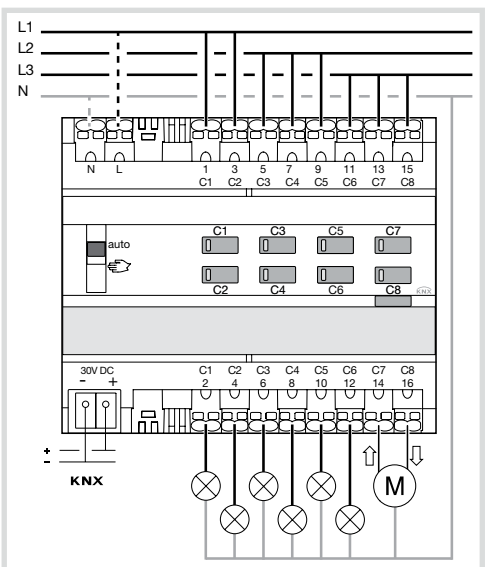 L1
L2
L3
N
N L 1 3 5 7 9 11 13 15
C1 C2 C3 C4 C5 C6 C7 C8
auto
C1 C3 C5 C7
C2 C4 C6 C8
KNX
30V DC
- +
C1 C2 C3 C4 C5 C6 C7 C8
2 4 6 8 10 12 14 16
+
-
KNX
M